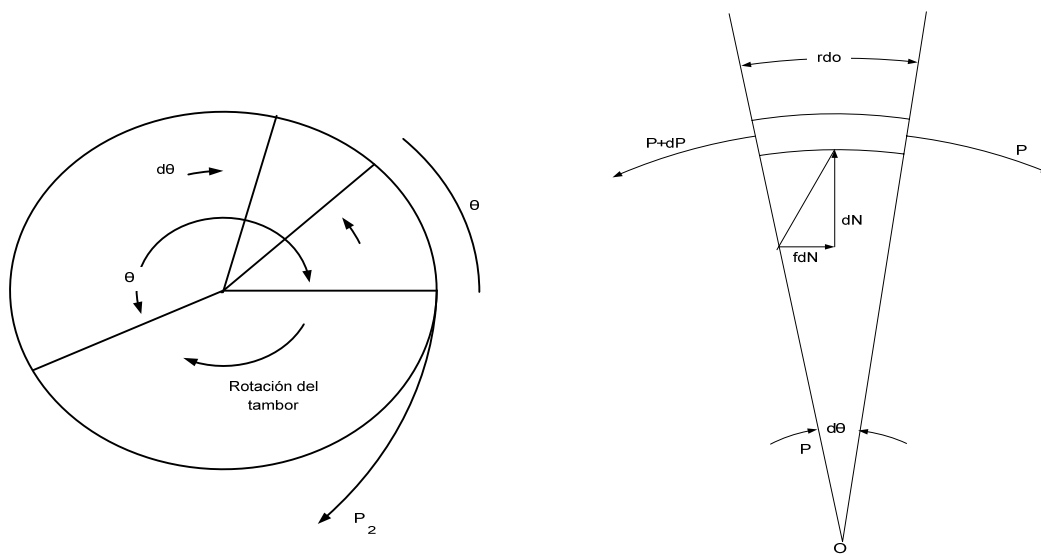 dθ
θ
θ
Rotación del
tambor
P
2
rdo
P+dP
P
dN
fdN
dθ
P
O